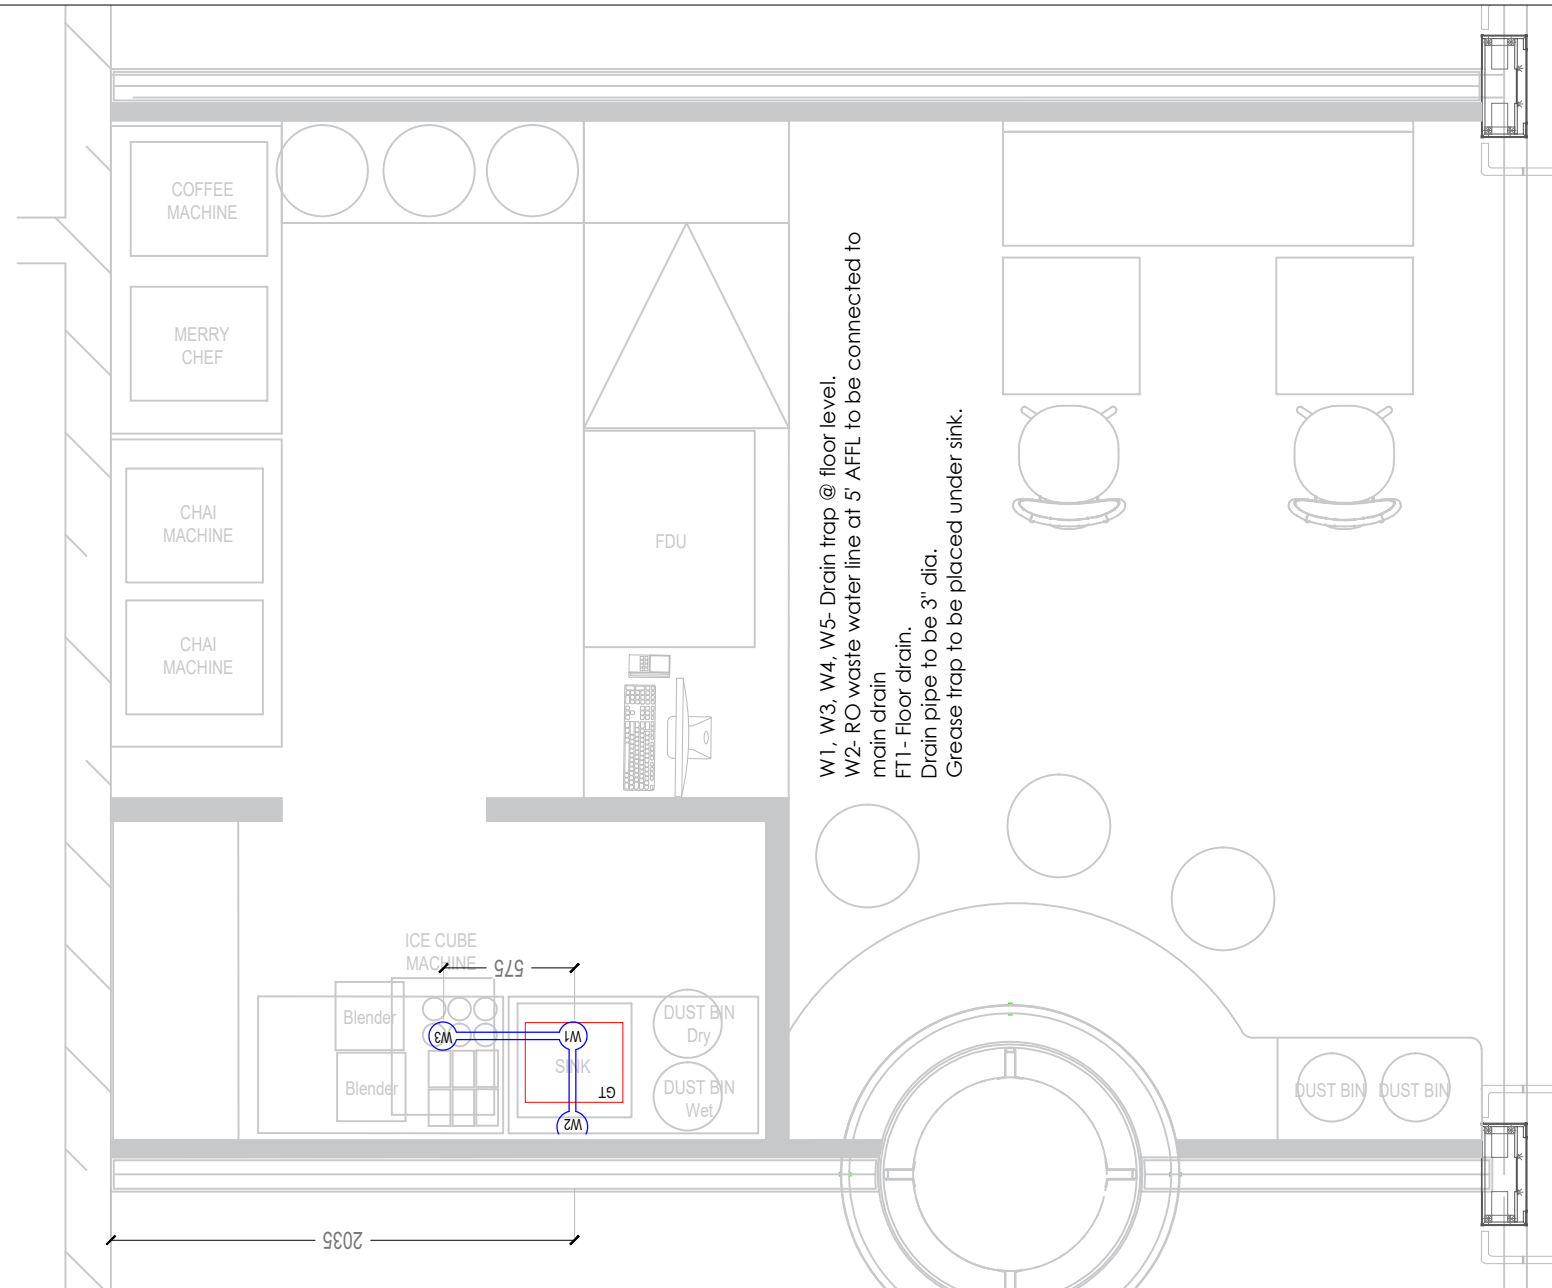 COFFEE
MACHINE
MERRY
CHEF
CHAI
MACHINE
CHAI
MACHINE
FDU
W1, W3, W4, W5- Drain trap @ floor level.
W2- RO waste water line at 5' AFFL to be connected to
main drain
FT1- Floor drain.
Drain pipe to be 3" dia.
Grease trap to be placed under sink.
ICE CUBE
MACHINE
575
Blender
Blender
W3
W1
SINK
GT
W2
DUST BIN
Dry
DUST BIN
Wet
DUST BIN
DUST BIN
2035